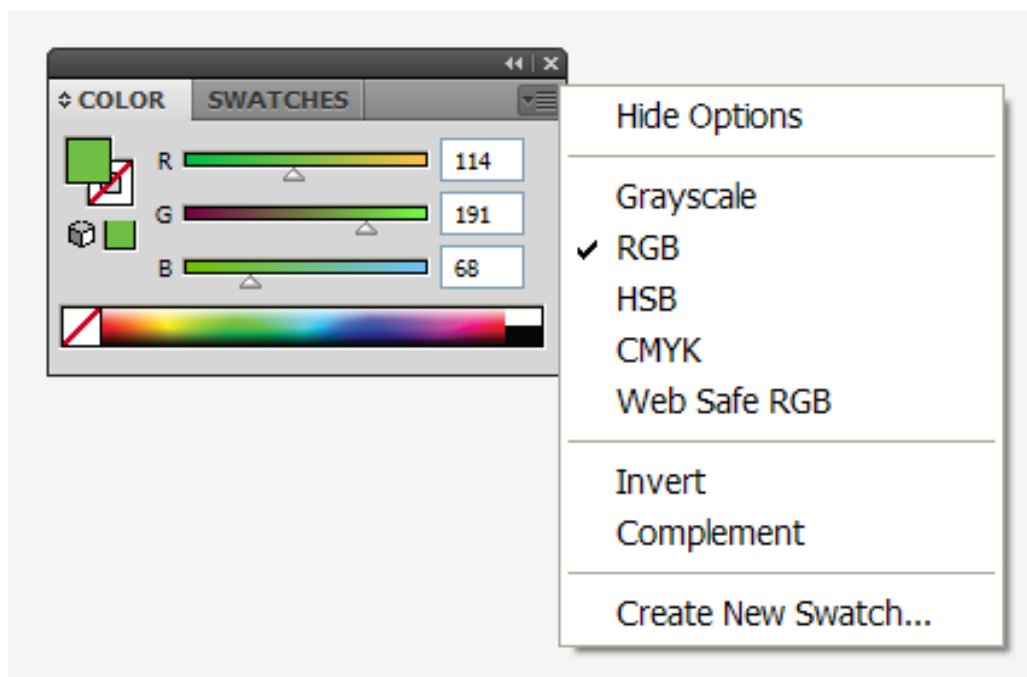 COLOR SWATCHES
R 114
G 191
B 68
Hide Options
Grayscale
RGB
HSB
CMYK
Web Safe RGB
Invert
Complement
Create New Swatch...